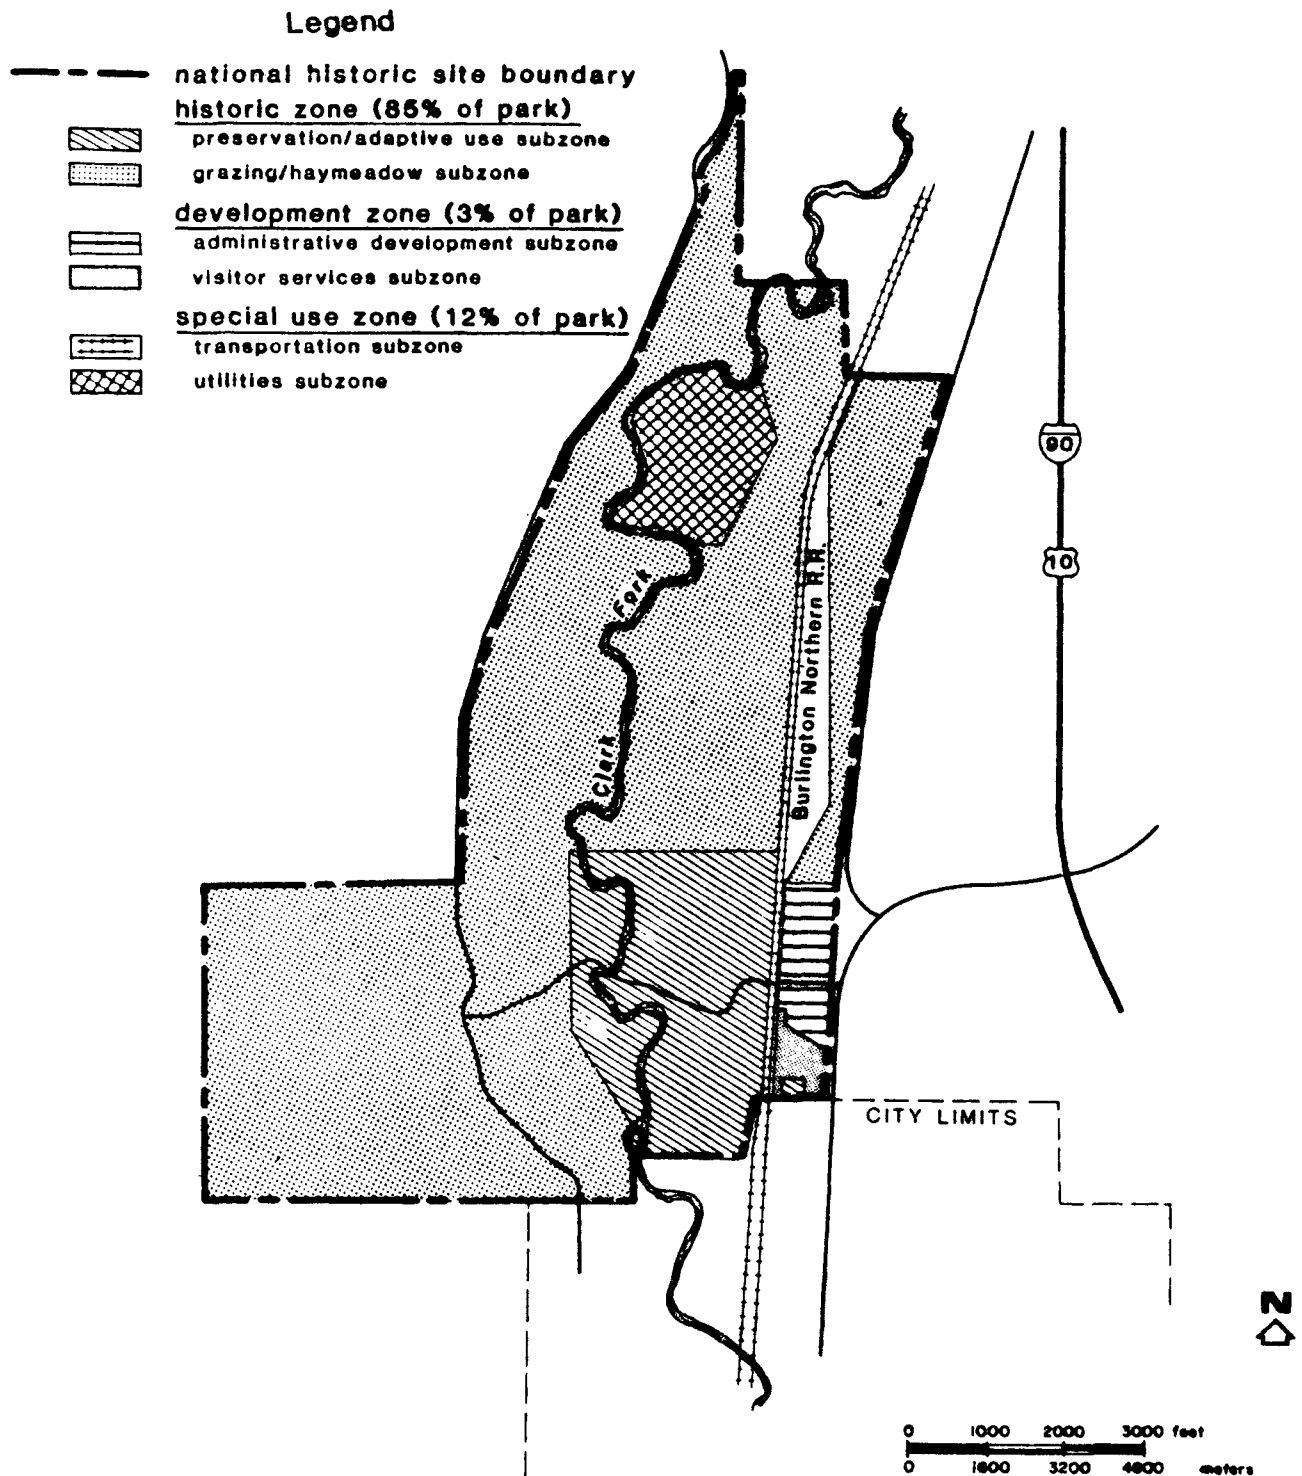 Legend
national historic site boundary
historic zone (85% of park)
preservation/adaptive use subzone
grazing/haymeadow subzone
development zone (3% of park)
administrative development subzone
visitor services subzone
special use zone (12% of park)
transportation subzone
utilities subzone
90
10
Burlington Northern R.R.
Clark Fork
CITY LIMITS
N
0 1000 2000 3000 feet
0 1600 3200 4800 meters